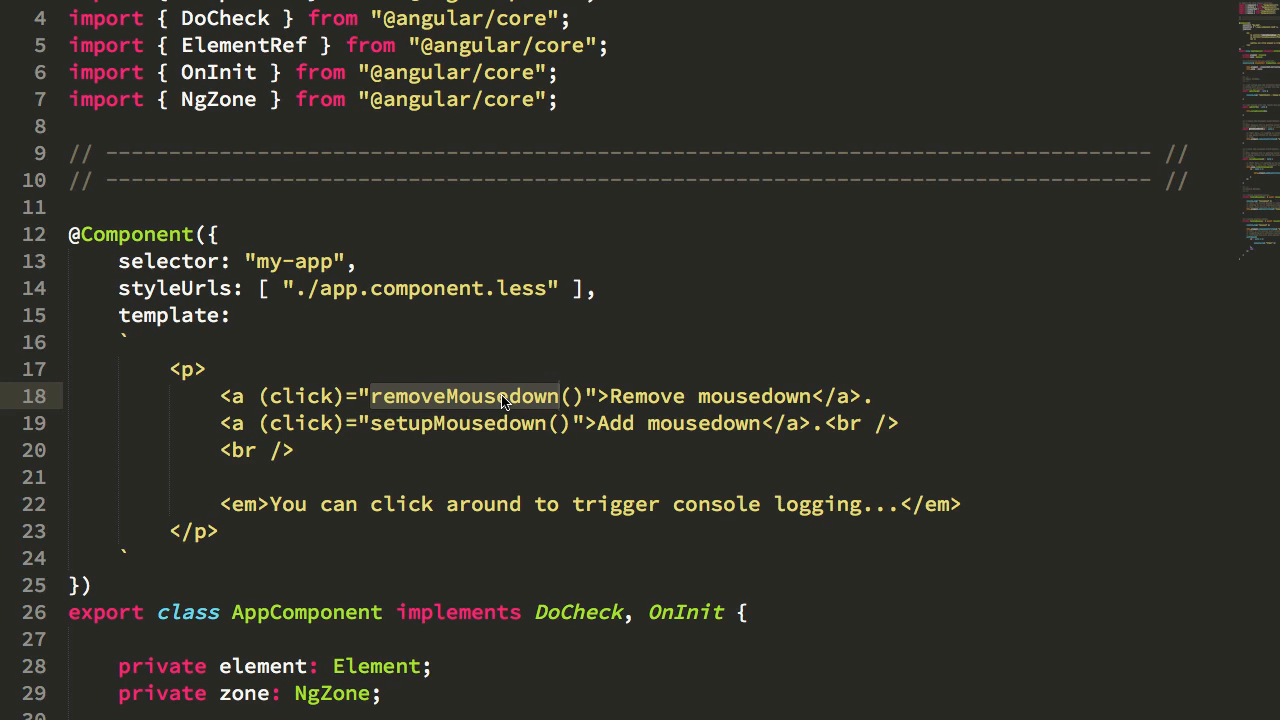 4 import { DoCheck } from "@angular/core";
5 import { ElementRef } from "@angular/core";
6 import { OnInit } from "@angular/core";
7 import { NgZone } from "@angular/core";
8
9 // ----------------------------------------------------------------------------------- //
10 // ----------------------------------------------------------------------------------- //
11
12 @Component({
13     selector: "my-app",
14     styleUrls: [ "./app.component.less" ],
15     template:
16     `
17         <p>
18             <a (click)="removeMousedown()">Remove mousedown</a>.
19             <a (click)="setupMousedown()">Add mousedown</a>.<br />
20             <br />
21
22             <em>You can click around to trigger console logging...</em>
23         </p>
24     `
25 })
26 export class AppComponent implements DoCheck, OnInit {
27
28     private element: Element;
29     private zone: NgZone;
30